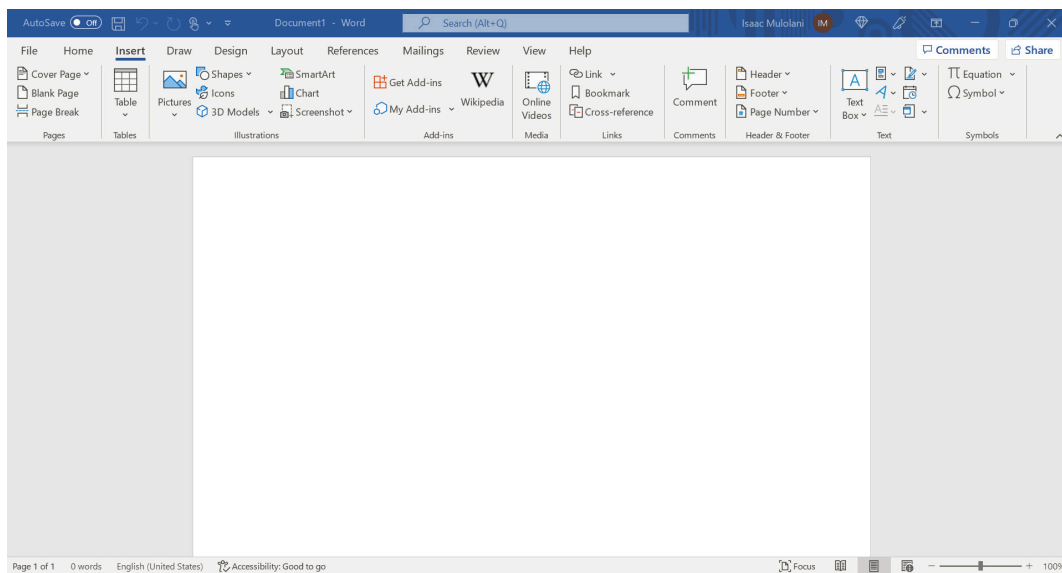 AutoSave Off Document1 - Word Search (Alt+Q) Isaac Mulolani IM
File Home Insert Draw Design Layout References Mailings Review View Help Comments Share
Cover Page
Blank Page
Page Break
Pages
Table
Tables
Pictures
Shapes
Icons
3D Models
SmartArt
Chart
Screenshot
Illustrations
Get Add-ins
My Add-ins
W
Wikipedia
Add-ins
Online
Videos
Media
Link
Bookmark
Cross-reference
Links
Comment
Comments
Header
Footer
Page Number
Header & Footer
A
Text
Box
Text
π Equation
Ω Symbol
Symbols
Page 1 of 1 0 words English (United States) Accessibility: Good to go Focus 100%